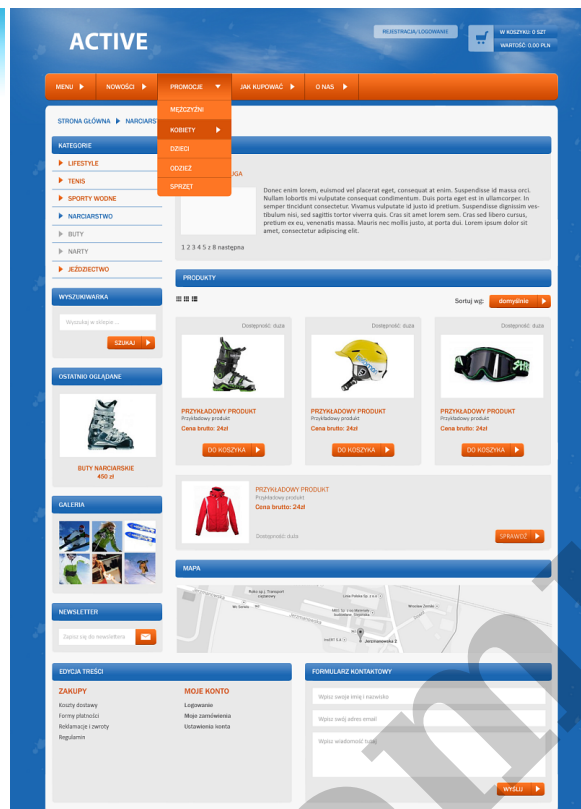 ACTIVE
REJESTRACJA/LOGOWANIE
W KOSZYKU: 0 SZT
WARTOŚĆ: 0.00 PLN
MENU
NOWOŚCI
PROMOCJE
JAK KUPOWAĆ
O NAS
MĘŻCZYŹNI
KOBIETY
DZIECI
ODZIEŻ
SPRZĘT
STRONA GŁÓWNA
NARCIARS
KATEGORIE
LIFESTYLE
TENIS
SPORTY WODNE
NARCIARSTWO
BUTY
NARTY
JEŹDZIECTWO
UGA
Donec enim lorem, euismod vel placerat eget, consequat at enim. Suspendisse id massa orci.
Nullam lobortis mi vulputate consequat condimentum. Duis porta eget est in ullamcorper. In
semper tincidunt consectetur. Vivamus vulputate id justo id pretium. Suspendisse dignissim ves-
tibulum nisi, sed sagittis tortor viverra quis. Cras sit amet lorem sem. Cras sed libero cursus,
pretium ex eu, venenatis massa. Mauris nec mollis justo, at porta dui. Lorem ipsum dolor sit
amet, consectetur adipiscing elit.
1 2 3 4 5 z 8 następna
WYSZUKIWARKA
Wyszukaj w sklepie ...
SZUKAJ
OSTATNIO OGLĄDANE
BUTY NARCIARSKIE
450 zł
GALERIA
NEWSLETTER
Zapisz się do newslettera
PRODUKTY
Sortuj wg:
domyślnie
Dostępność: duża
Dostępność: duża
Dostępność: duża
PRZYKŁADOWY PRODUKT
Przykładowy produkt
Cena brutto: 24zł
DO KOSZYKA
PRZYKŁADOWY PRODUKT
Przykładowy produkt
Cena brutto: 24zł
DO KOSZYKA
PRZYKŁADOWY PRODUKT
Przykładowy produkt
Cena brutto: 24zł
DO KOSZYKA
PRZYKŁADOWY PRODUKT
Przykładowy produkt
Cena brutto: 24zł
Dostępność: duża
SPRAWDŹ
MAPA
Jerzmanowska
Jerzmanowska 2
EDYCJA TREŚCI
ZAKUPY
Koszty dostawy
Formy płatności
Reklamacje i zwroty
Regulamin
MOJE KONTO
Logowanie
Moje zamówienia
Ustawienia konta
FORMULARZ KONTAKTOWY
Wpisz swoje imię i nazwisko
Wpisz swój adres email
Wpisz wiadomość tutaj
WYŚLIJ